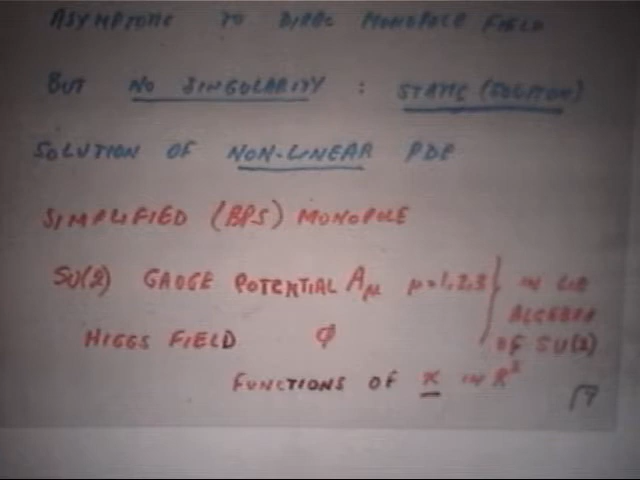 ASYMPTOTIC TO DIRAC MONOPOLE FIELD
BUT NO SINGULARITY : STATIC (SOLITON)
SOLUTION OF NON-LINEAR PDE
SIMPLIFIED (BPS) MONOPOLE
SU(2) GAUGE POTENTIAL Aμ μ=1,2,3 } IN LIE
ALGEBRA
HIGGS FIELD φ OF SU(2)
FUNCTIONS OF x IN R³
17